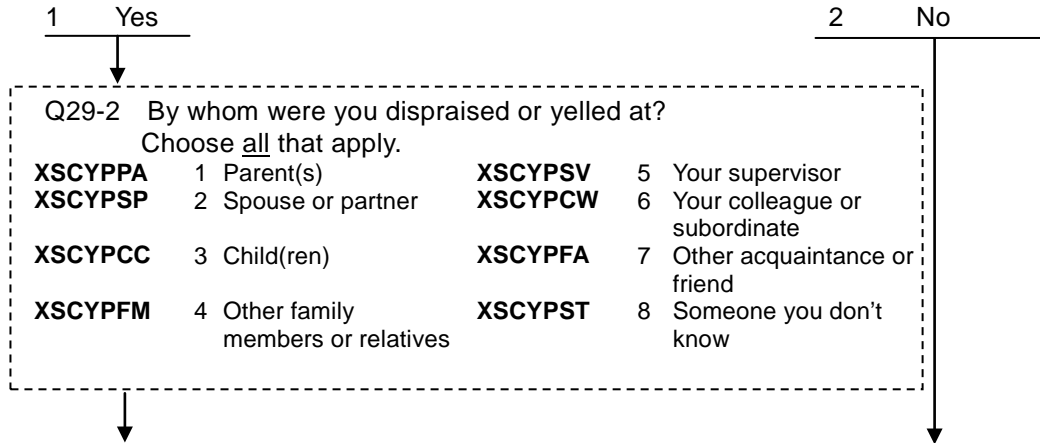 1 Yes 2 No
Q29-2 By whom were you dispraised or yelled at?
Choose all that apply.
XSCYPPA 1 Parent(s) XSCYPSV 5 Your supervisor
XSCYPSP 2 Spouse or partner XSCYPCW 6 Your colleague or
subordinate
XSCYPCC 3 Child(ren) XSCYPFA 7 Other acquaintance or
friend
XSCYPFM 4 Other family XSCYPST 8 Someone you don't
members or relatives know